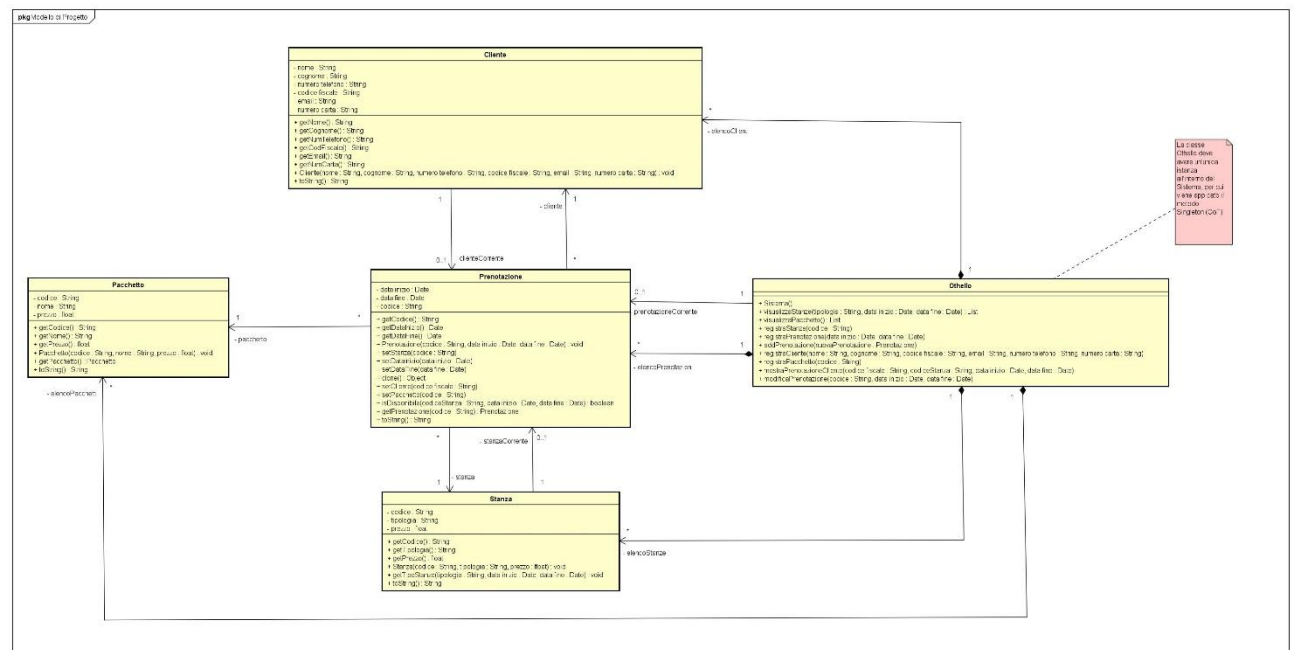 pkg Modello di Progetto
Cliente
- nome : String
- cognome : String
- numero telefono : String
- codice fiscale : String
- email : String
- numero carta : String
+ getNome() : String
+ getCognome() : String
+ getNumTelefono() : String
+ getCodFiscale() : String
+ getEmail() : String
+ getNumCarta() : String
+ Cliente(nome : String, cognome : String, numero telefono : String, codice fiscale : String, email : String, numero carta : String) : void
+ toString() : String
*
- elencoClienti
La classe
Othello deve
avere un'unica
istanza
all'interno del
Sistema, per cui
viene applicato il
metodo
Singleton (GoF)
1
- cliente
1
0..1
- clienteCorrente
*
1
Pacchetto
- codice : String
- nome : String
- prezzo : float
+ getCodice() : String
+ getNome() : String
+ getPrezzo() : float
+ Pacchetto(codice : String, nome : String, prezzo : float) : void
+ getPacchetto() : Pacchetto
+ toString() : String
1
- pacchetto
*
*
- elencoPacchetti
Prenotazione
- data inizio : Date
- data fine : Date
- codice : String
+ getCodice() : String
+ getDataInizio() : Date
+ getDataFine() : Date
+ Prenotazione(codice : String, data inizio : Date, data fine : Date) : void
+ setStanza(codice : String)
+ setDataInizio(data inizio : Date)
+ setDataFine(data fine : Date)
+ clone() : Object
+ setCliente(codice fiscale : String)
+ setPacchetto(codice : String)
+ isDisponibile(codiceStanza : String, data inizio : Date, data fine : Date) : boolean
+ getPrenotazione(codice : String) : Prenotazione
+ toString() : String
0..1
- prenotazioneCorrente
1
*
- elencoPrenotazioni
1
Othello
+ Sistema()
+ visualizzaStanze(tipologia : String, data inizio : Date, data fine : Date) : List
+ visualizzaPacchetto() : List
+ registraStanza(codice : String)
+ registraPrenotazione(data inizio : Date, data fine : Date)
+ addPrenotazione(nuovaPrenotazione : Prenotazione)
+ registraCliente(nome : String, cognome : String, codice fiscale : String, email : String, numero telefono : String, numero carta : String)
+ registraPacchetto(codice : String)
+ mostraPrenotazioneCliente(codice fiscale : String, codiceStanza : String, data inizio : Date, data fine : Date)
+ modificaPrenotazione(codice : String, data inizio : Date, data fine : Date)
1
1
*
- stanzaCorrente
0..1
- stanza
1
1
Stanza
- codice : String
- tipologia : String
- prezzo : float
+ getCodice() : String
+ getTipologia() : String
+ getPrezzo() : float
+ Stanza(codice : String, tipologia : String, prezzo : float) : void
+ getTipoStanze(tipologia : String, data inizio : Date, data fine : Date) : void
+ toString() : String
*
- elencoStanze